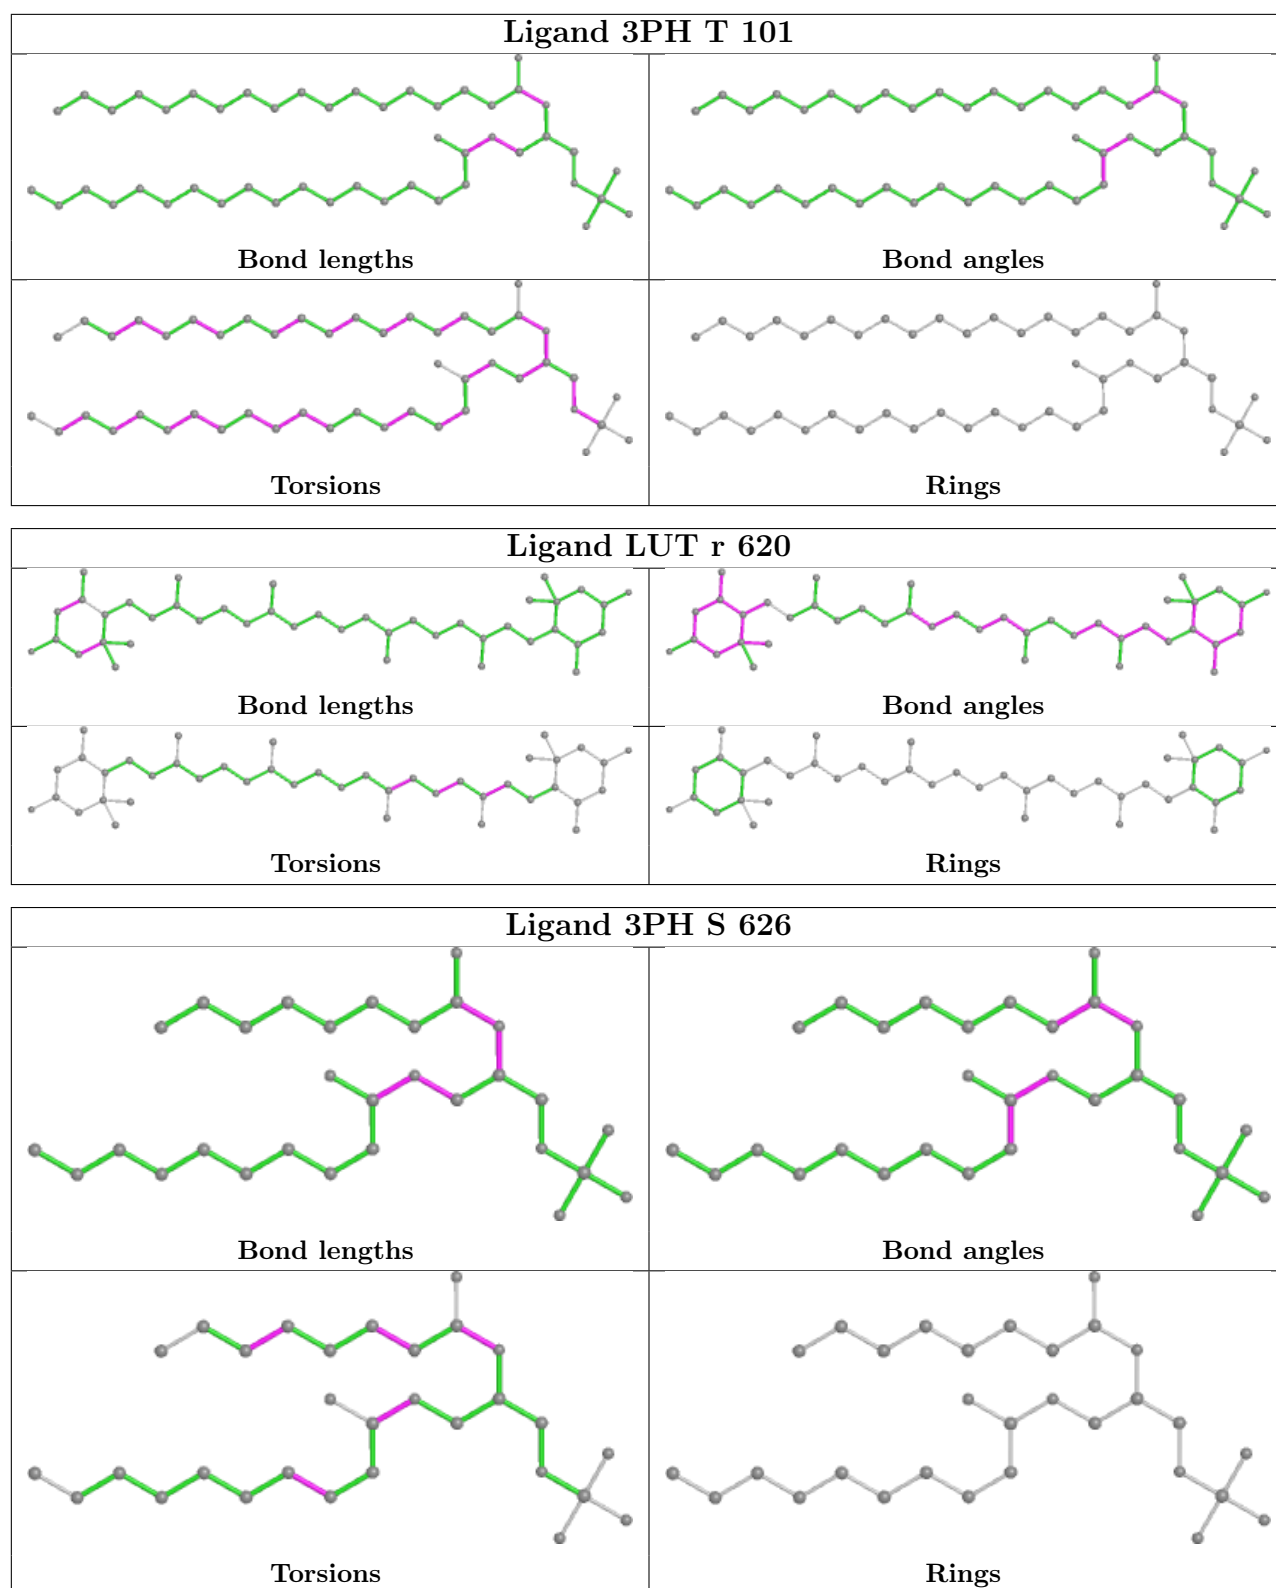 Ligand 3PH T 101
Bond lengths
Bond angles
Torsions
Rings
Ligand LUT r 620
Bond lengths
Bond angles
Torsions
Rings
Ligand 3PH S 626
Bond lengths
Bond angles
Torsions
Rings